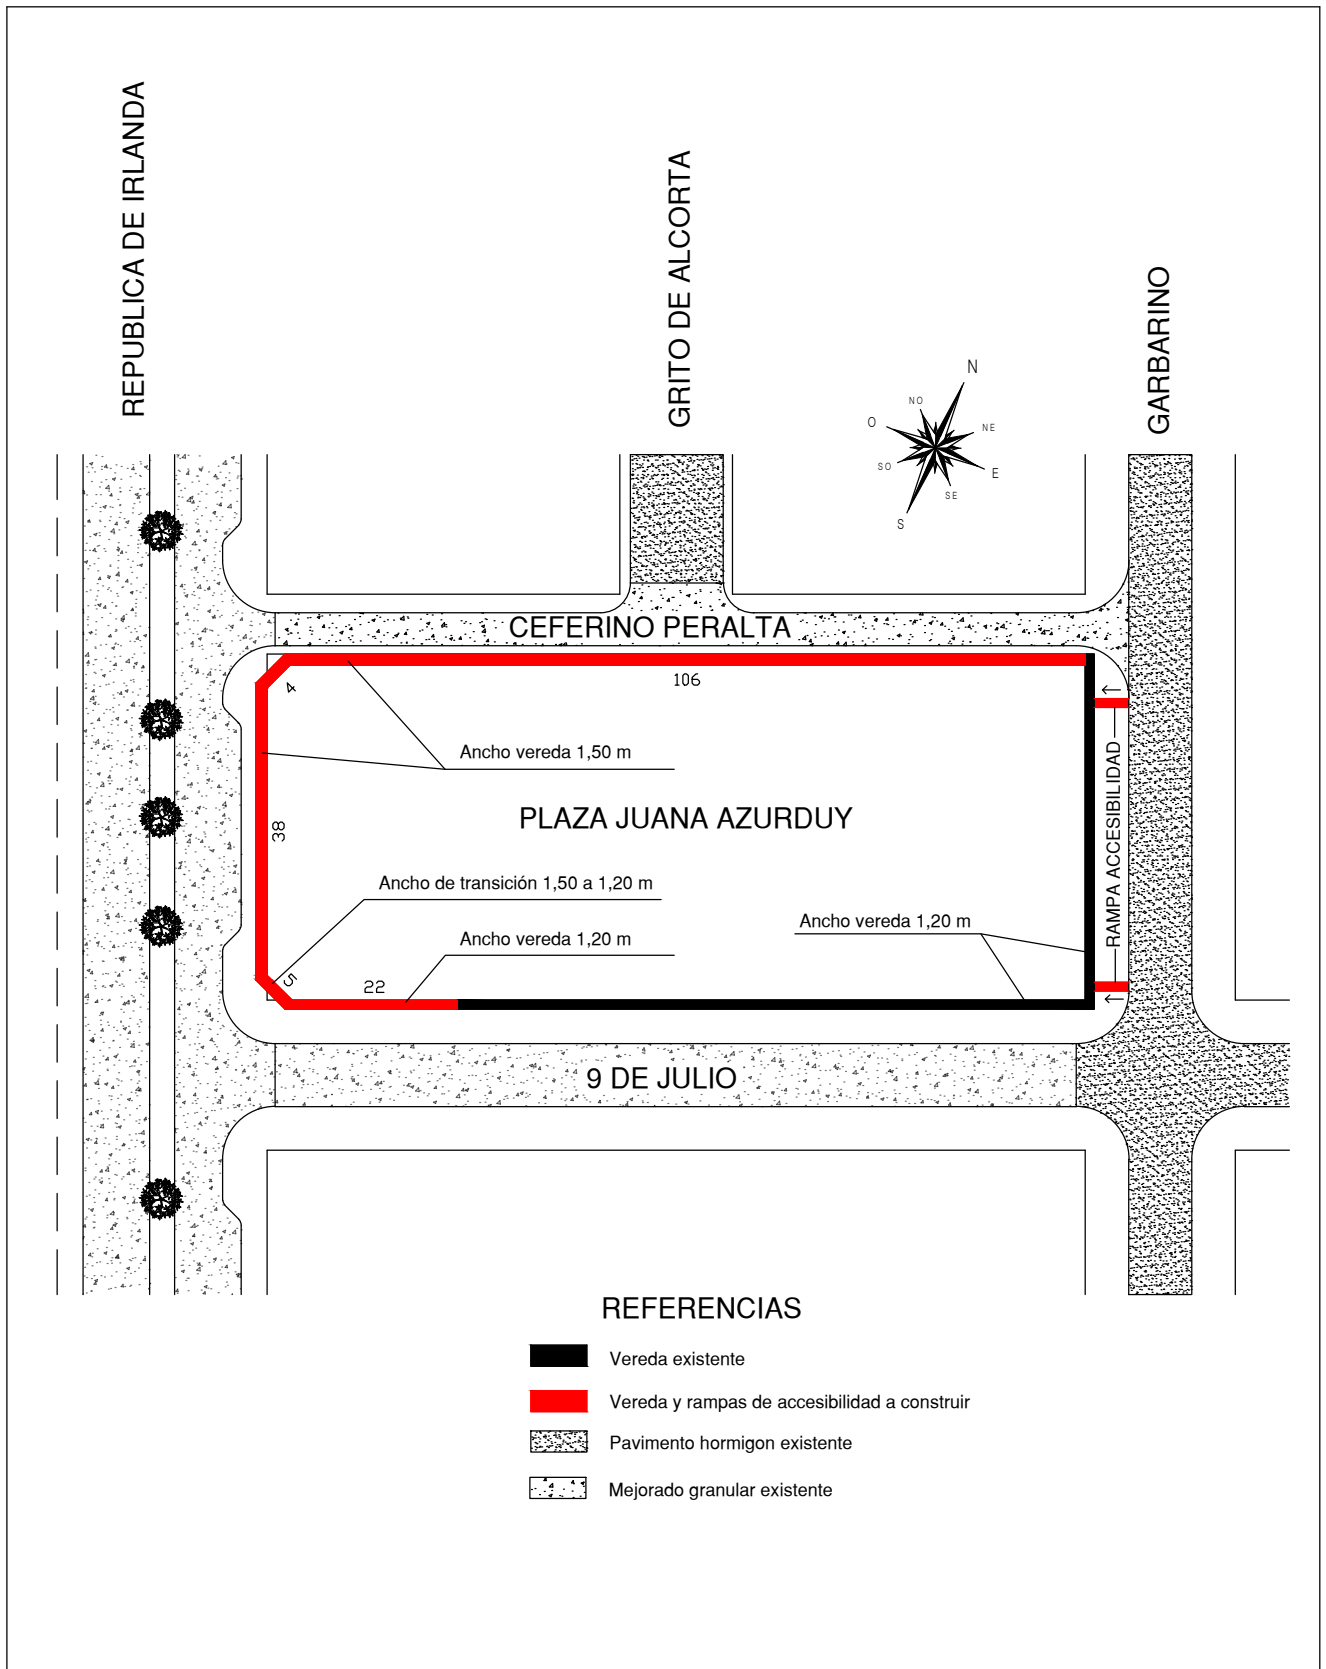 REPUBLICA DE IRLANDA
GRITO DE ALCORTA
GARBARINO
N
NO
NE
O
SO
E
SE
S
CEFERINO PERALTA
106
4
Ancho vereda 1,50 m
PLAZA JUANA AZURDUY
38
RAMPA ACCESIBILIDAD
Ancho de transición 1,50 a 1,20 m
Ancho vereda 1,20 m
Ancho vereda 1,20 m
5
22
9 DE JULIO
REFERENCIAS
Vereda existente
Vereda y rampas de accesibilidad a construir
Pavimento hormigon existente
Mejorado granular existente